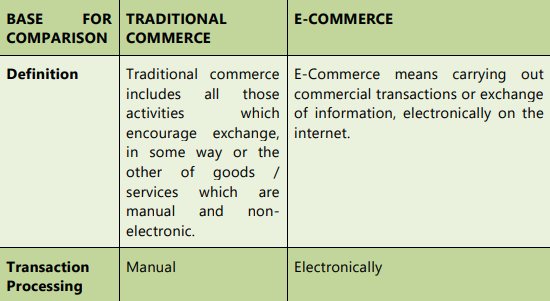 BASE FOR COMPARISON | TRADITIONAL COMMERCE | E-COMMERCE
Definition
Traditional commerce
includes all those
activities which
encourage exchange,
in some way or the
other of goods /
services which are
manual and non-
electronic.
E-Commerce means carrying out
commercial transactions or exchange
of information, electronically on the
internet.
Transaction
Processing
Manual
Electronically